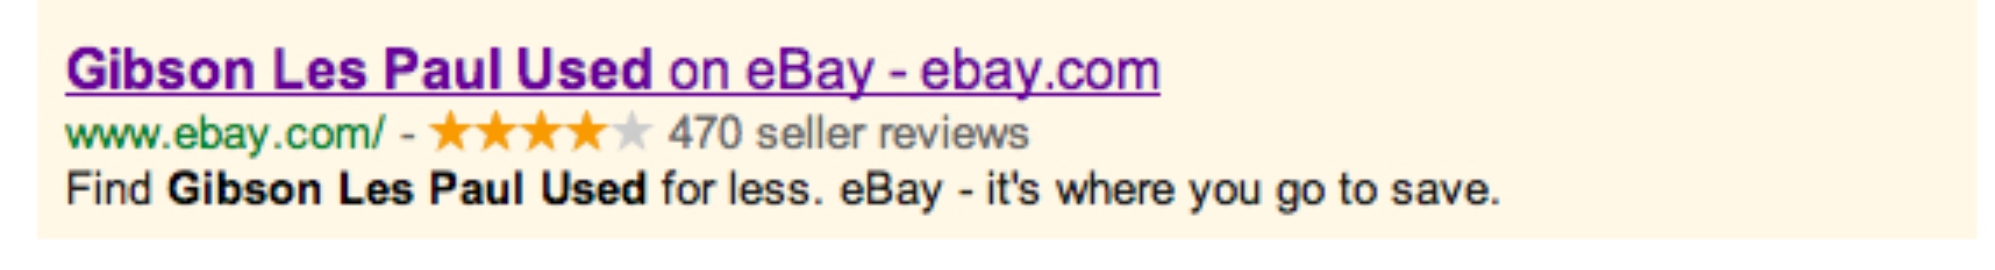 Gibson Les Paul Used on eBay - ebay.com
www.ebay.com/ - ★★★★★ 470 seller reviews
Find Gibson Les Paul Used for less. eBay - it's where you go to save.